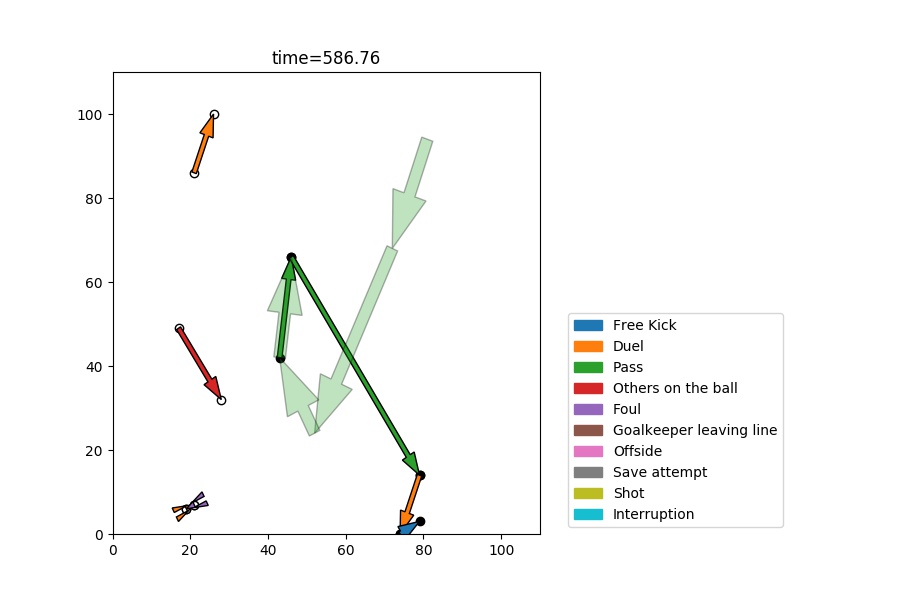 time=586.76
100
80
60
40
20
0
0
20
40
60
80
100
Free Kick
Duel
Pass
Others on the ball
Foul
Goalkeeper leaving line
Offside
Save attempt
Shot
Interruption